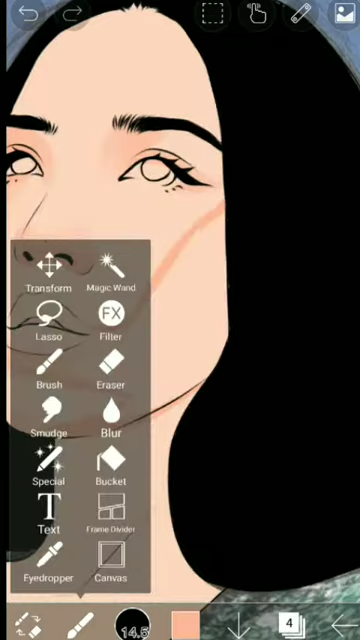 Transform Magic Wand
FX
Lasso Filter
Brush Eraser
Smudge Blur
Special Bucket
T
Text Frame Divider
Eyedropper Canvas
14.5 4